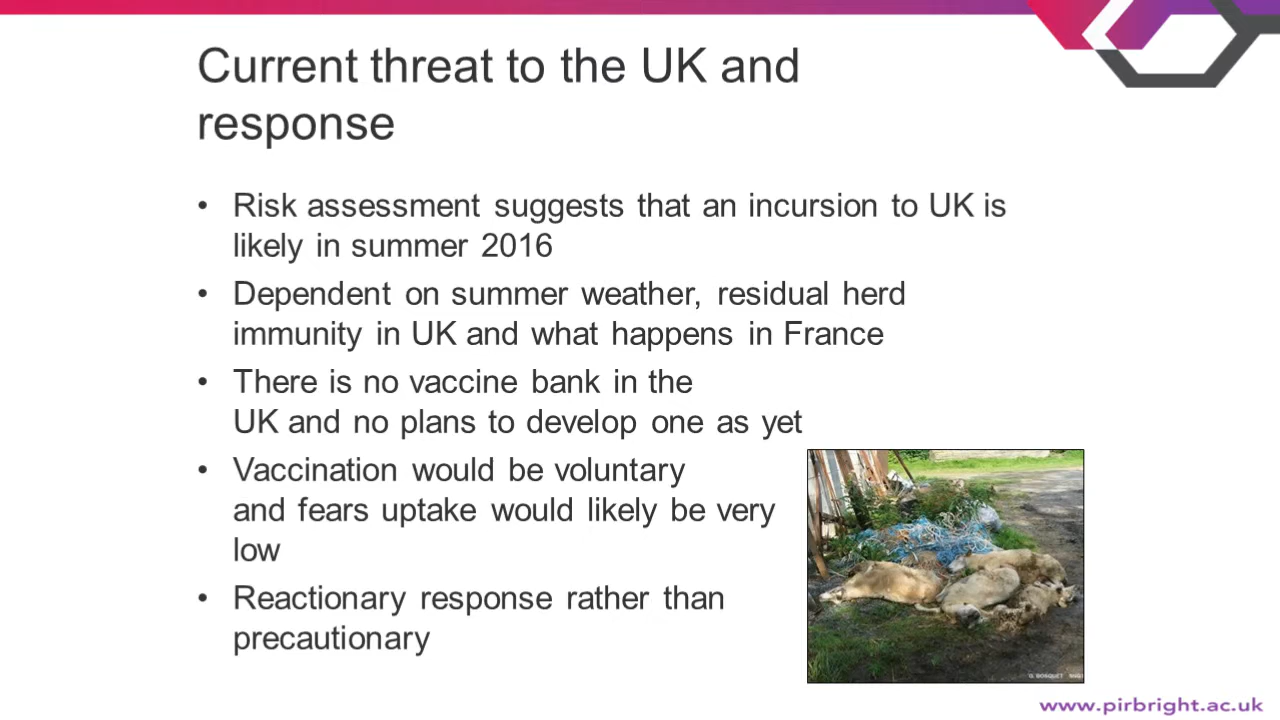 Current threat to the UK and
response
• Risk assessment suggests that an incursion to UK is
likely in summer 2016
• Dependent on summer weather, residual herd
immunity in UK and what happens in France
• There is no vaccine bank in the
UK and no plans to develop one as yet
• Vaccination would be voluntary
and fears uptake would likely be very
low
• Reactionary response rather than
precautionary
www.pirbright.ac.uk